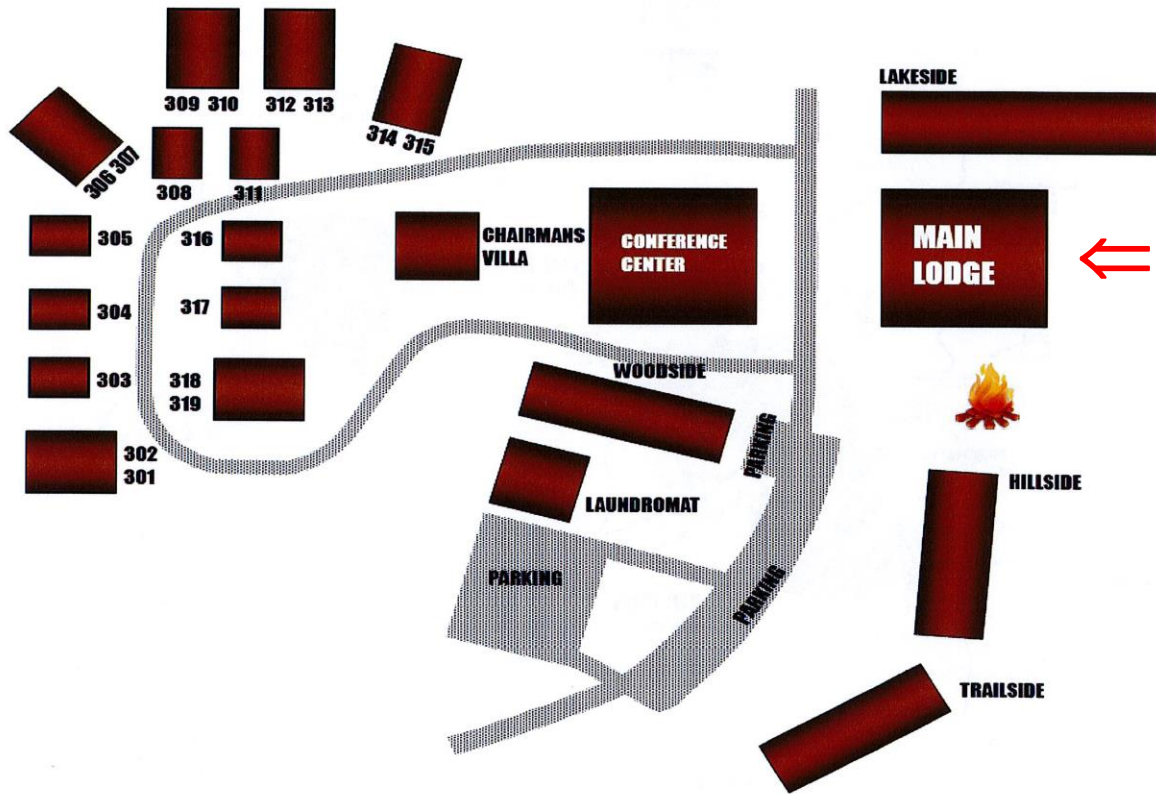 309 310
312 313
314 315
LAKESIDE
306 307
308
311
305
316
CHAIRMANS
VILLA
CONFERENCE
CENTER
MAIN
LODGE
304
317
303
318
319
WOODSIDE
PARKING
302
301
LAUNDROMAT
HILLSIDE
PARKING
PARKING
TRAILSIDE